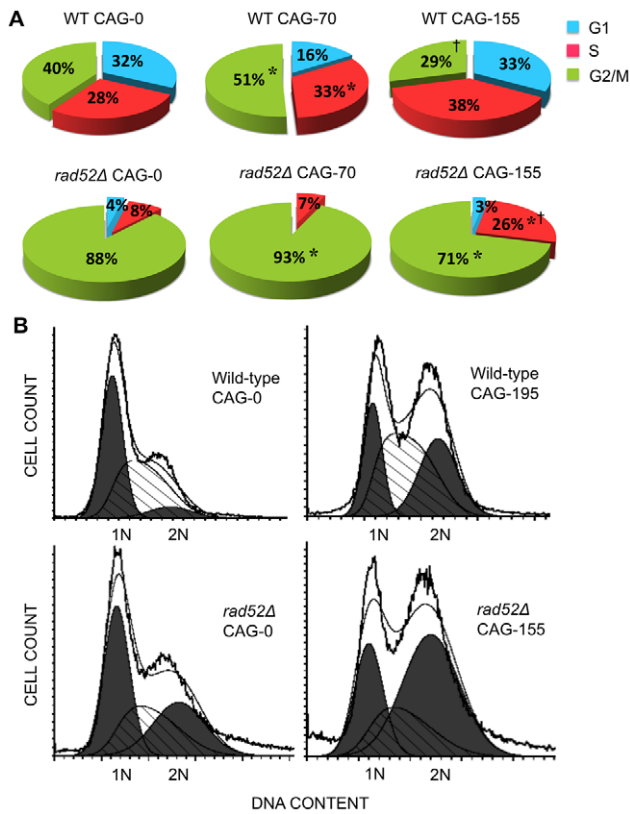 A
WT CAG-0
WT CAG-70
WT CAG-155
G1
S
G2/M
40%
32%
28%
16%
51% *
33% *
†
29%
33%
38%
rad52Δ CAG-0
rad52Δ CAG-70
rad52Δ CAG-155
4%
8%
88%
7%
93% *
3%
26% *†
71% *
B
CELL COUNT
Wild-type
CAG-0
1N
2N
Wild-type
CAG-195
1N
2N
CELL COUNT
rad52Δ
CAG-0
1N
2N
rad52Δ
CAG-155
1N
2N
DNA CONTENT